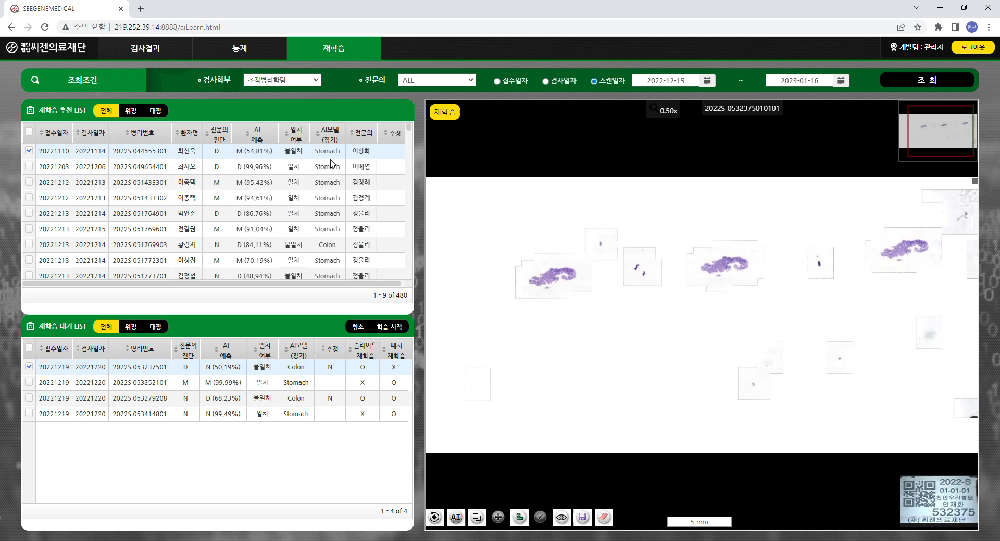 SEEGENEMEDICAL
주의 요함 219.252.39.14:8888/aiLearn.html
현구
재단법인 씨젠의료재단 검사결과 통계 재학습 개발팀 : 관리자 로그아웃
조회조건 검사학부 조직병리학팀 전문의 ALL 접수일자 검사일자 스캔일자 2022-12-15 ~ 2023-01-16 조 회
재학습 추천 LIST 전체 위장 대장
접수일자 검사일자 병리번호 환자명 전문의 진단 AI 예측 일치 여부 AI모델 (장기) 전문의 수정
20221110 20221114 2022S 044555301 최선욱 D M (54.81%) 불일치 Stomach 이상화
20221203 20221206 2022S 049654401 최시오 D D (99.96%) 일치 Stomach 이예영
20221212 20221213 2022S 051433301 이종택 M M (95.42%) 일치 Stomach 김정례
20221212 20221213 2022S 051433302 이종택 M M (94.61%) 일치 Stomach 김정례
20221213 20221214 2022S 051764901 박인순 D D (86.76%) 일치 Stomach 정율리
20221213 20221215 2022S 051769601 전길권 M M (91.04%) 일치 Stomach 정율리
20221213 20221214 2022S 051769903 황경자 N D (84.11%) 불일치 Colon 정율리
20221213 20221214 2022S 051772301 이성집 M M (70.19%) 일치 Stomach 정율리
20221213 20221214 2022S 051773701 김정섭 N D (48.94%) 불일치 Stomach 정율리
1 - 9 of 480
재학습 대기 LIST 전체 위장 대장 취소 학습 시작
접수일자 검사일자 병리번호 전문의 진단 AI 예측 일치 여부 AI모델 (장기) 수정 슬라이드 재학습 패치 재학습
20221219 20221220 2022S 053237501 D N (50.19%) 불일치 Colon N O X
20221219 20221220 2022S 053252101 M M (99.99%) 일치 Stomach X O
20221219 20221220 2022S 053279208 N D (68.23%) 불일치 Colon N O O
20221219 20221220 2022S 053414801 N N (99.49%) 일치 Stomach X O
1 - 4 of 4
재학습 0.50x 2022S 0532375010101
AI
5 mm
2022-S
01-01-01
천안우리병원
안재화
532375
(재) 씨젠의료재단